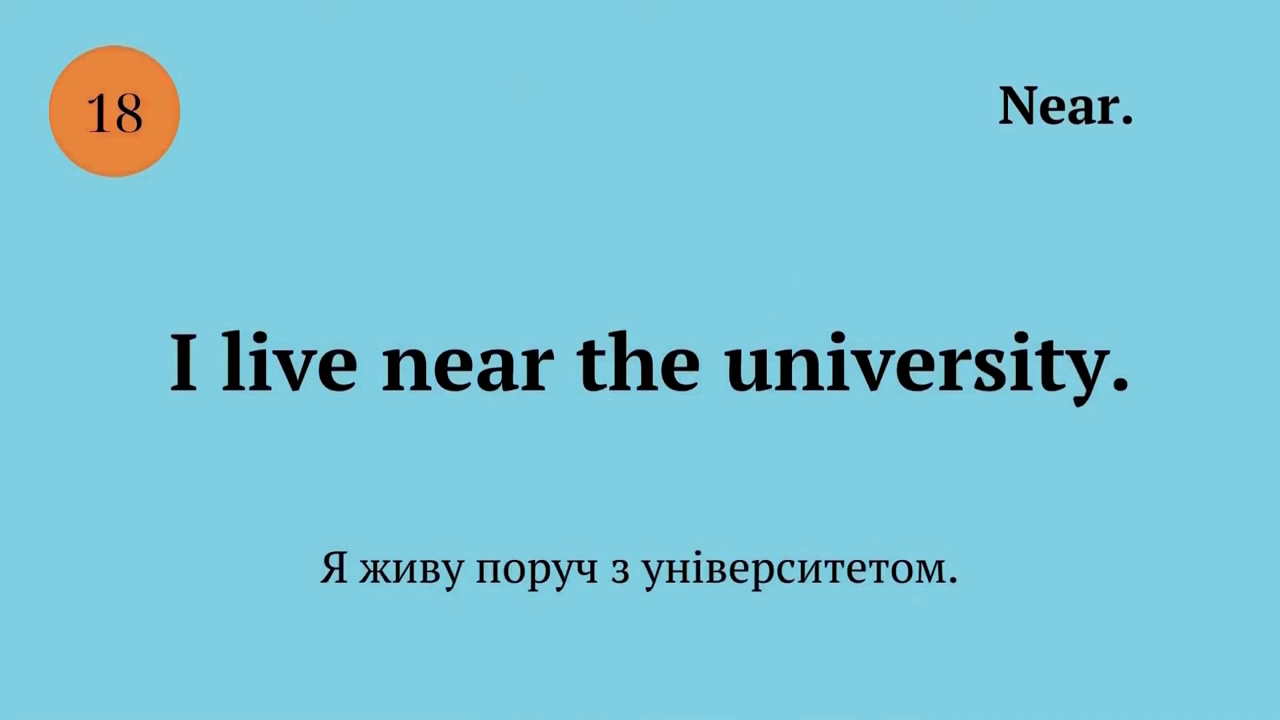 18
Near.
I live near the university.
Я живу поруч з університетом.